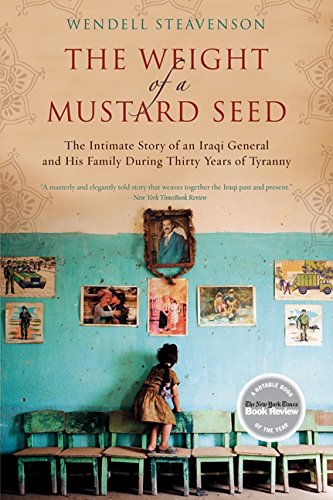 WENDELL STEAVENSON
THE WEIGHT
of a
MUSTARD SEED
The Intimate Story of an Iraqi General
and His Family During Thirty Years of Tyranny
"A masterly and elegantly told story that weaves together the Iraqi past and present."
– New York Times Book Review
A NOTABLE BOOK
The New York Times
Book Review
OF THE YEAR